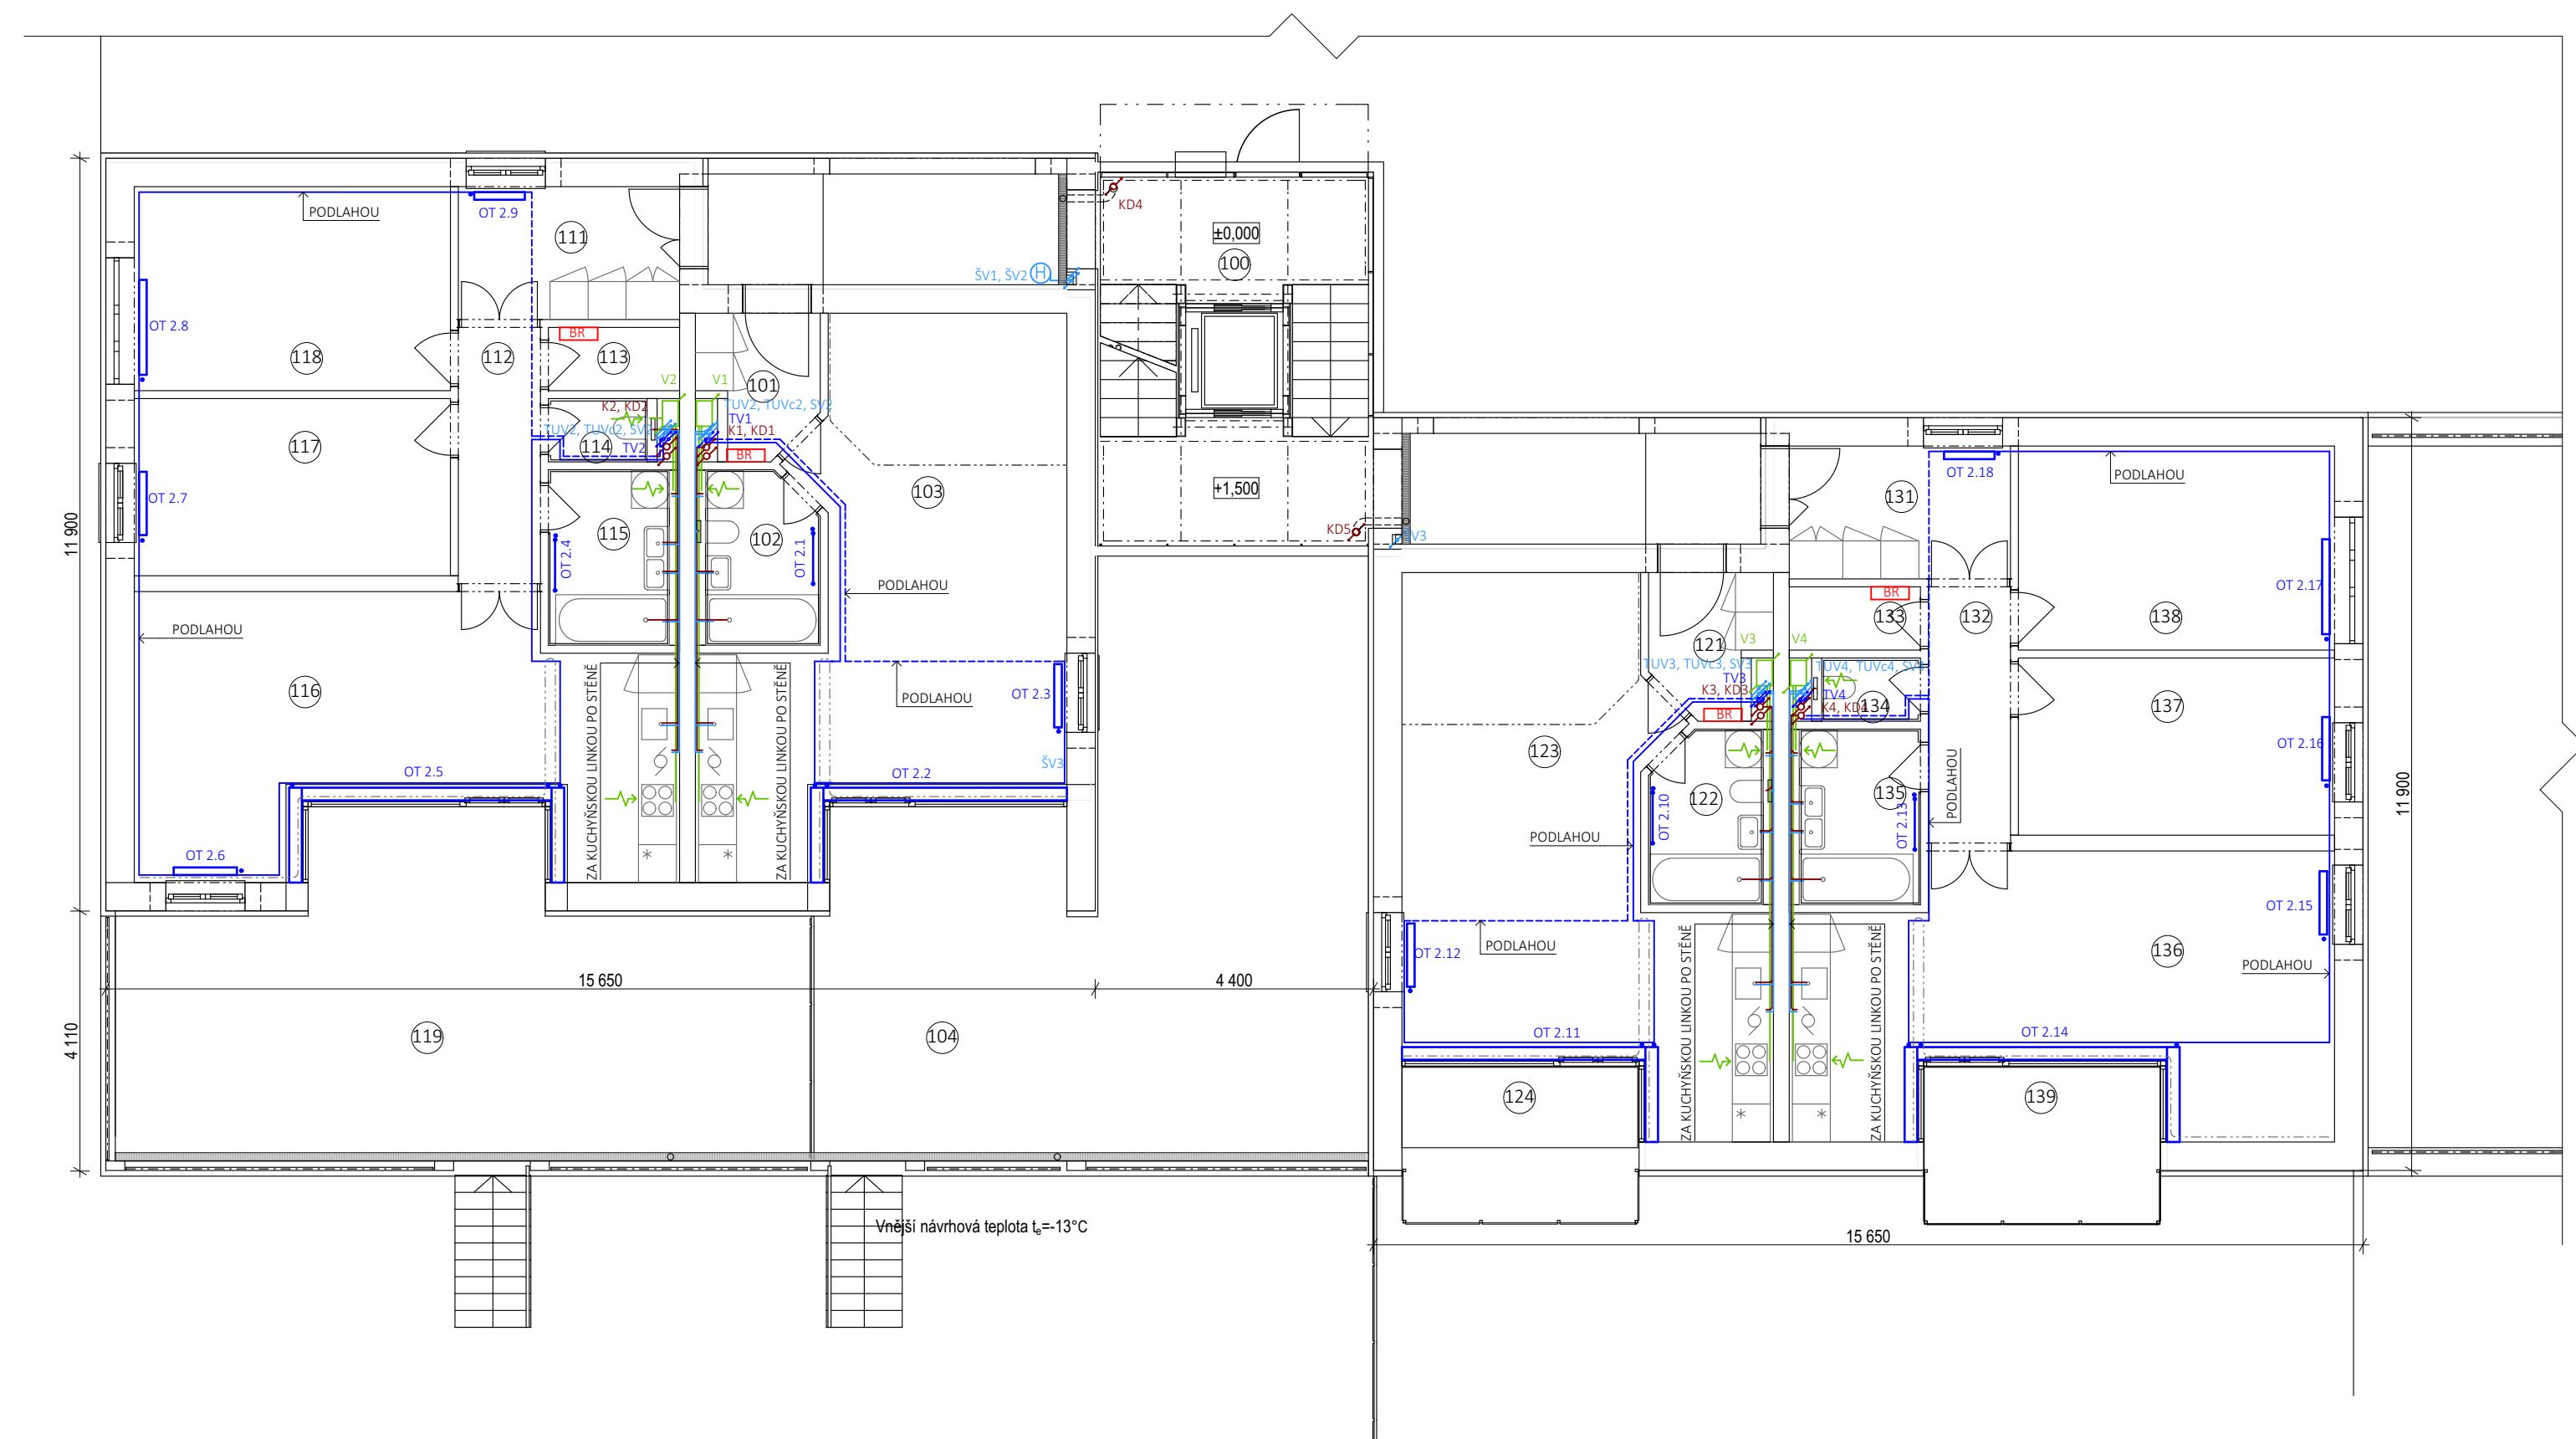 KD4
OT 2.9
PODLAHOU
111
±0,000
100
ŠV1, ŠV2
H
OT 2.8
BR
118
112
113
V2
V1
101
K2, KD2
TUV2, TUVc2, SV2
TV1
TUV2, TUVc2, SV2
K1, KD1
117
114
TV2
BR
OT 2.18
PODLAHOU
OT 2.7
103
+1,500
131
11 900
115
102
KD5
OT 2.4
OT 2.1
PODLAHOU
OT 2.17
BR
PODLAHOU
133
132
138
121
V3
V4
116
ZA KUCHYŇSKOU LINKOU PO STĚNĚ
ZA KUCHYŇSKOU LINKOU PO STĚNĚ
OT 2.3
PODLAHOU
TUV3, TUVc3, SV3
TV3
K3, KD3
TUV4, TUVc4, SV4
TV4
134
137
BR
ŠV3
123
OT 2.16
OT 2.5
OT 2.2
122
135
PODLAHOU
11 900
OT 2.10
OT 2.13
PODLAHOU
OT 2.6
OT 2.15
OT 2.12
PODLAHOU
136
PODLAHOU
15 650
4 400
ZA KUCHYŇSKOU LINKOU PO STĚNĚ
ZA KUCHYŇSKOU LINKOU PO STĚNĚ
4 110
119
104
OT 2.11
OT 2.14
124
139
Vnější návrhová teplota te=-13°C
15 650